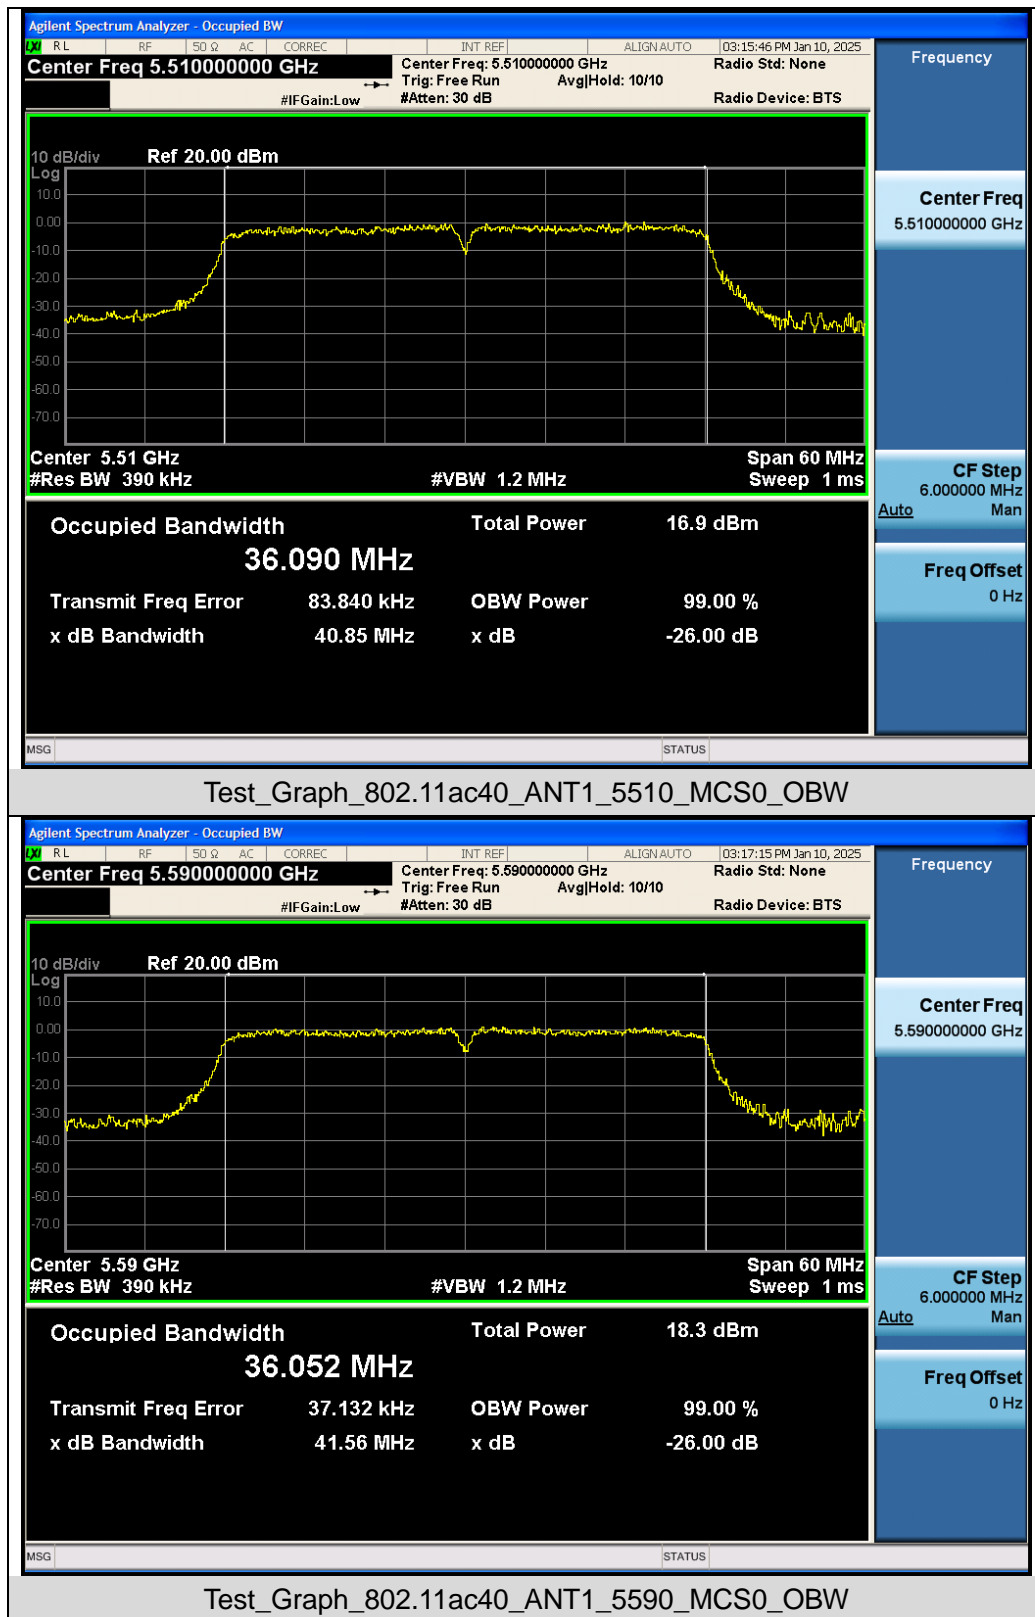 Agilent Spectrum Analyzer - Occupied BW
LXI RL RF 50 Ω AC CORREC INT REF ALIGN AUTO 03:15:46 PM Jan 10, 2025
Center Freq 5.510000000 GHz
Center Freq: 5.510000000 GHz
Radio Std: None
Trig: Free Run Avg|Hold: 10/10
#IFGain:Low #Atten: 30 dB Radio Device: BTS
Frequency
10 dB/div Ref 20.00 dBm
Log
10.0
0.00
-10.0
-20.0
-30.0
-40.0
-50.0
-60.0
-70.0
Center 5.51 GHz Span 60 MHz
#Res BW 390 kHz #VBW 1.2 MHz Sweep 1 ms
Center Freq
5.510000000 GHz
CF Step
6.000000 MHz
Auto Man
Freq Offset
0 Hz
Occupied Bandwidth Total Power 16.9 dBm
36.090 MHz
Transmit Freq Error 83.840 kHz OBW Power 99.00 %
x dB Bandwidth 40.85 MHz x dB -26.00 dB
MSG STATUS
Test_Graph_802.11ac40_ANT1_5510_MCS0_OBW
Agilent Spectrum Analyzer - Occupied BW
LXI RL RF 50 Ω AC CORREC INT REF ALIGN AUTO 03:17:15 PM Jan 10, 2025
Center Freq 5.590000000 GHz
Center Freq: 5.590000000 GHz
Radio Std: None
Trig: Free Run Avg|Hold: 10/10
#IFGain:Low #Atten: 30 dB Radio Device: BTS
Frequency
10 dB/div Ref 20.00 dBm
Log
10.0
0.00
-10.0
-20.0
-30.0
-40.0
-50.0
-60.0
-70.0
Center 5.59 GHz Span 60 MHz
#Res BW 390 kHz #VBW 1.2 MHz Sweep 1 ms
Center Freq
5.590000000 GHz
CF Step
6.000000 MHz
Auto Man
Freq Offset
0 Hz
Occupied Bandwidth Total Power 18.3 dBm
36.052 MHz
Transmit Freq Error 37.132 kHz OBW Power 99.00 %
x dB Bandwidth 41.56 MHz x dB -26.00 dB
MSG STATUS
Test_Graph_802.11ac40_ANT1_5590_MCS0_OBW